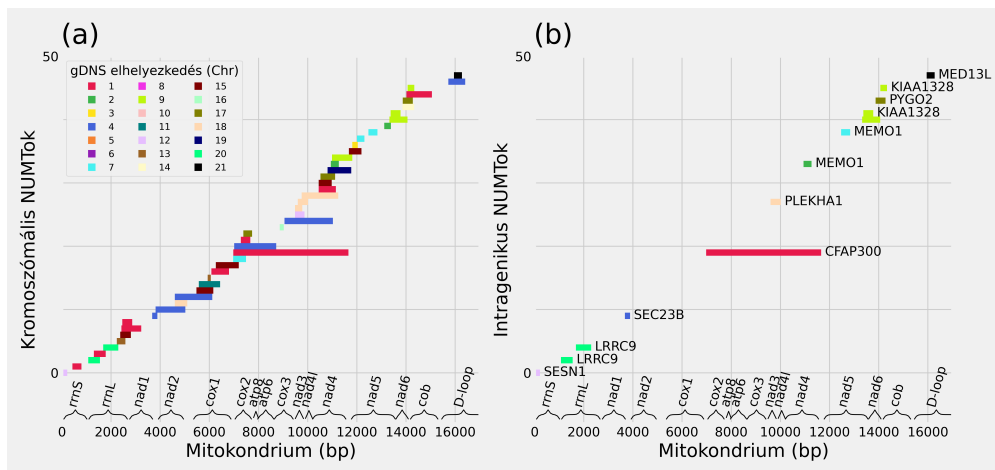 (a)
50
gDNS elhelyezkedés (Chr)
1 8 15
2 9 16
3 10 17
4 11 18
5 12 19
6 13 20
7 14 21
Kromoszómális NUMTok
0
rrnS rrnL nad1 nad2 cox1 cox2 atp8 atp6 cox3 nad3 nad4l nad4 nad5 nad6 cob D-loop
0 2000 4000 6000 8000 10000 12000 14000 16000
Mitokondrium (bp)
(b)
50
Intragenikus NUMTok
MED13L
KIAA1328
PYGO2
KIAA1328
MEMO1
MEMO1
PLEKHA1
CFAP300
SEC23B
LRRC9
LRRC9
SESN1
0
rrnS rrnL nad1 nad2 cox1 cox2 atp8 atp6 cox3 nad3 nad4l nad4 nad5 nad6 cob D-loop
0 2000 4000 6000 8000 10000 12000 14000 16000
Mitokondrium (bp)